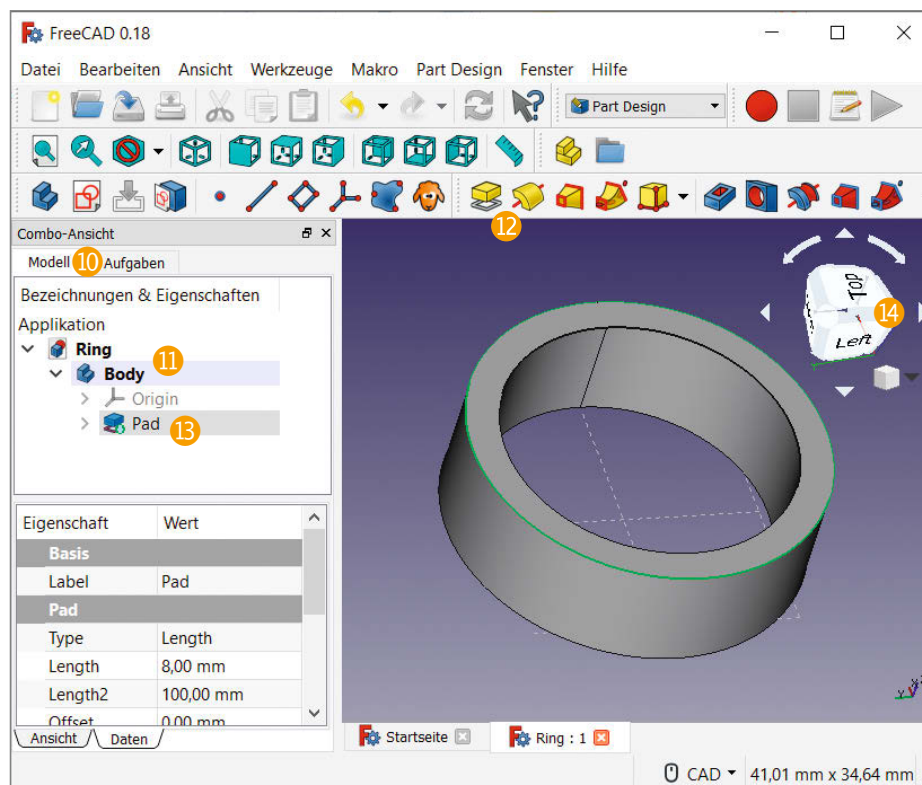 FreeCAD 0.18
Datei Bearbeiten Ansicht Werkzeuge Makro Part Design Fenster Hilfe
Part Design
12
Combo-Ansicht
Modell 10 Aufgaben
Bezeichnungen & Eigenschaften
Applikation
Ring
11
Body
Origin
Pad 13
Top
14
Left
Eigenschaft Wert
Basis
Label Pad
Pad
Type Length
Length 8,00 mm
Length2 100,00 mm
Offset 0,00 mm
Ansicht Daten
Startseite Ring : 1
CAD 41,01 mm x 34,64 mm